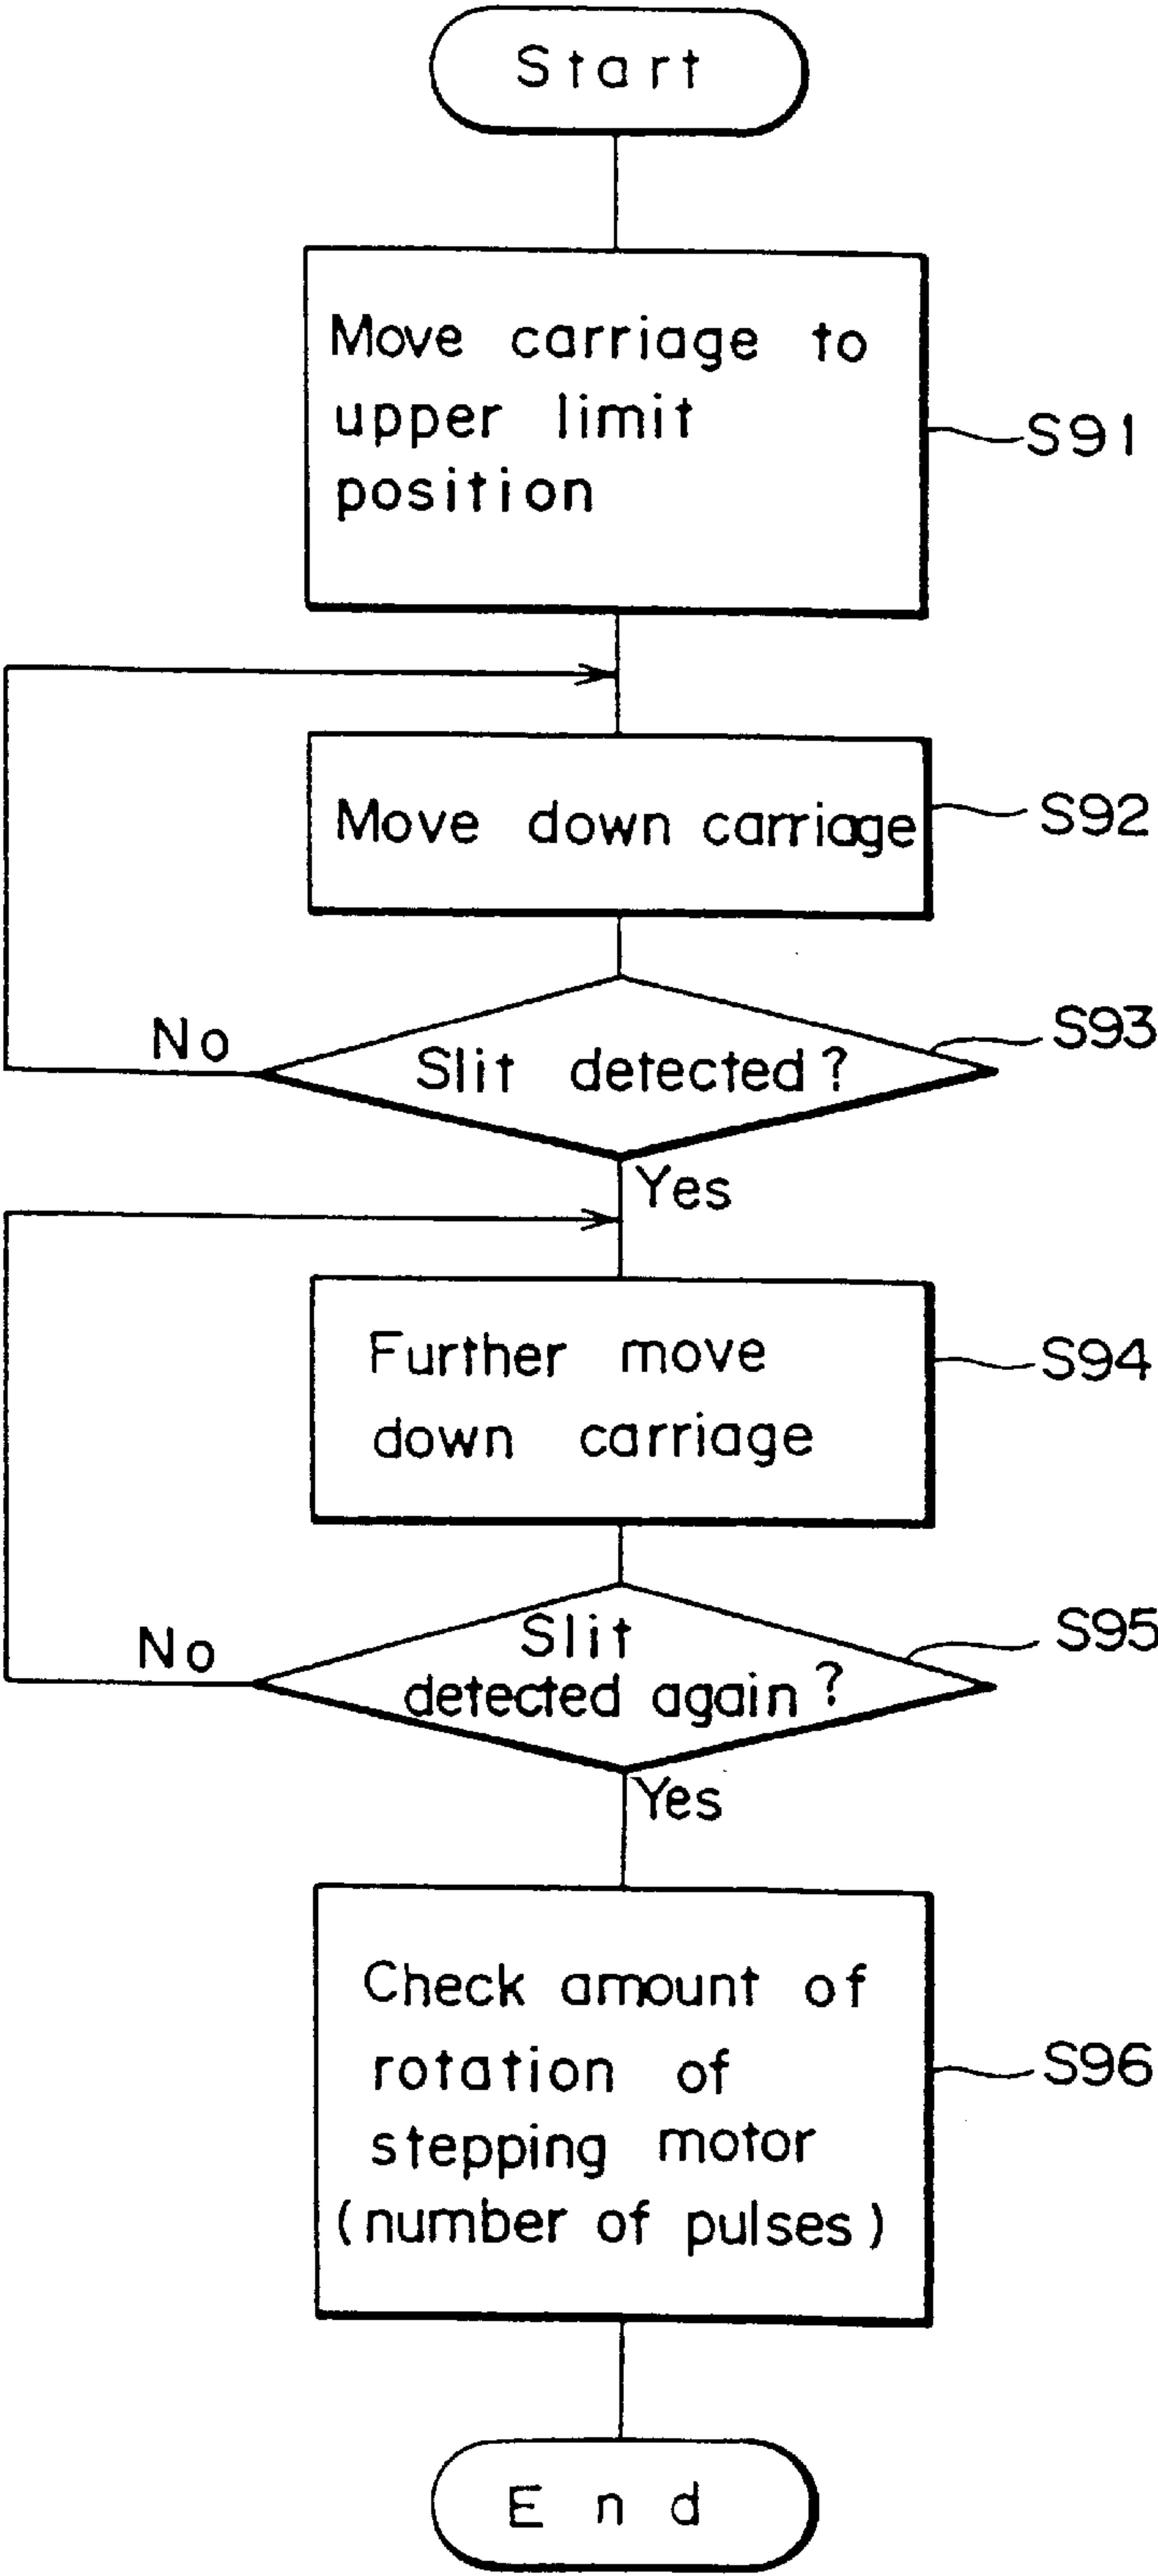 Start
Move carriage to
upper limit
position
S91
Move down carriage
S92
Slit detected?
S93
No
Yes
Further move
down carriage
S94
Slit
detected again?
S95
No
Yes
Check amount of
rotation of
stepping motor
(number of pulses)
S96
End